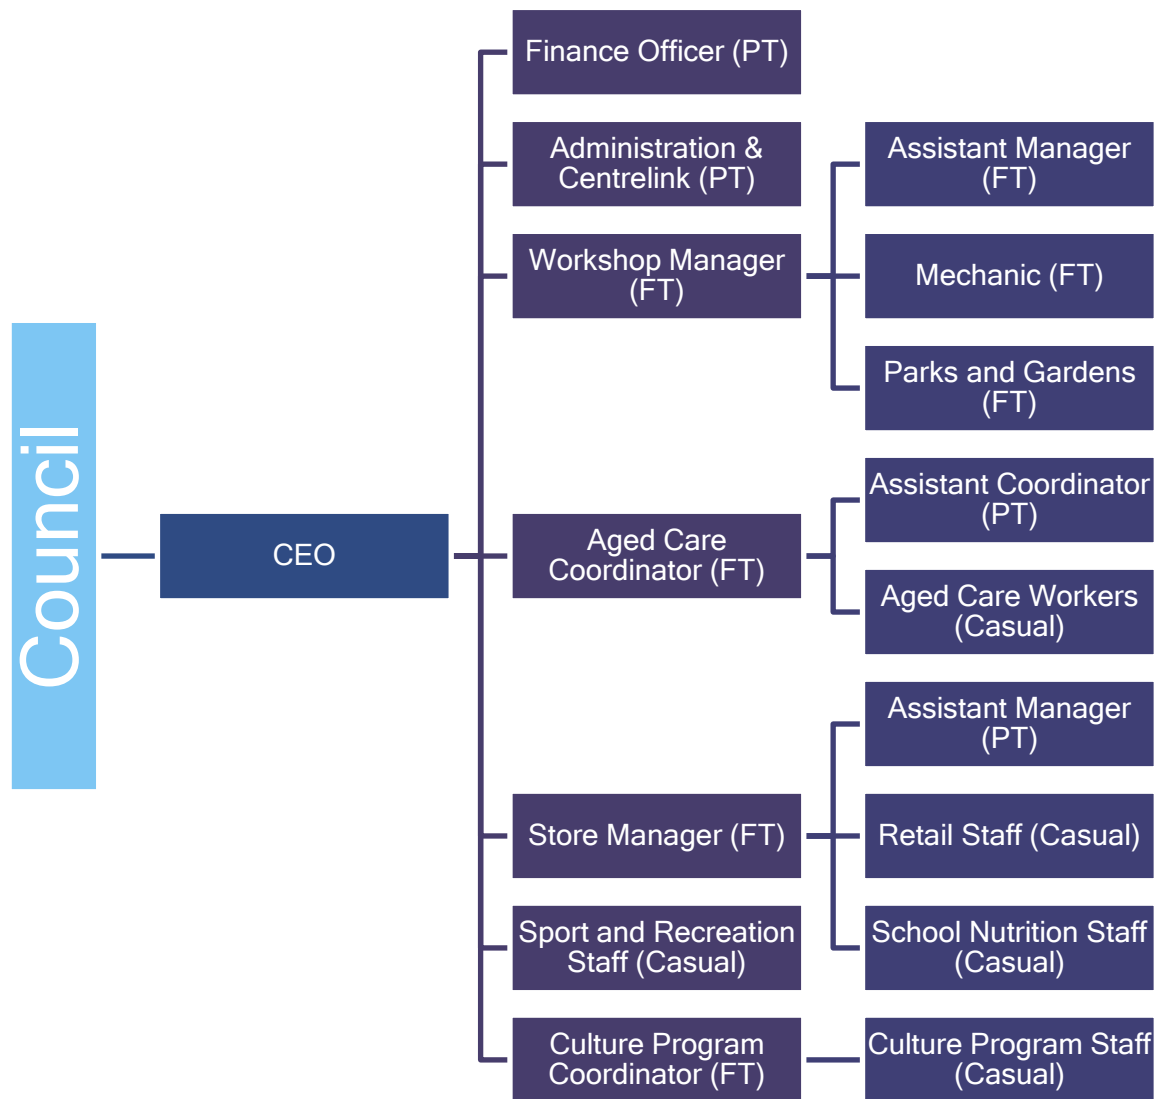 Council
CEO
Finance Officer (PT)
Administration &
Centrelink (PT)
Workshop Manager
(FT)
Assistant Manager
(FT)
Mechanic (FT)
Parks and Gardens
(FT)
Aged Care
Coordinator (FT)
Assistant Coordinator
(PT)
Aged Care Workers
(Casual)
Store Manager (FT)
Assistant Manager
(PT)
Retail Staff (Casual)
School Nutrition Staff
(Casual)
Sport and Recreation
Staff (Casual)
Culture Program
Coordinator (FT)
Culture Program Staff
(Casual)